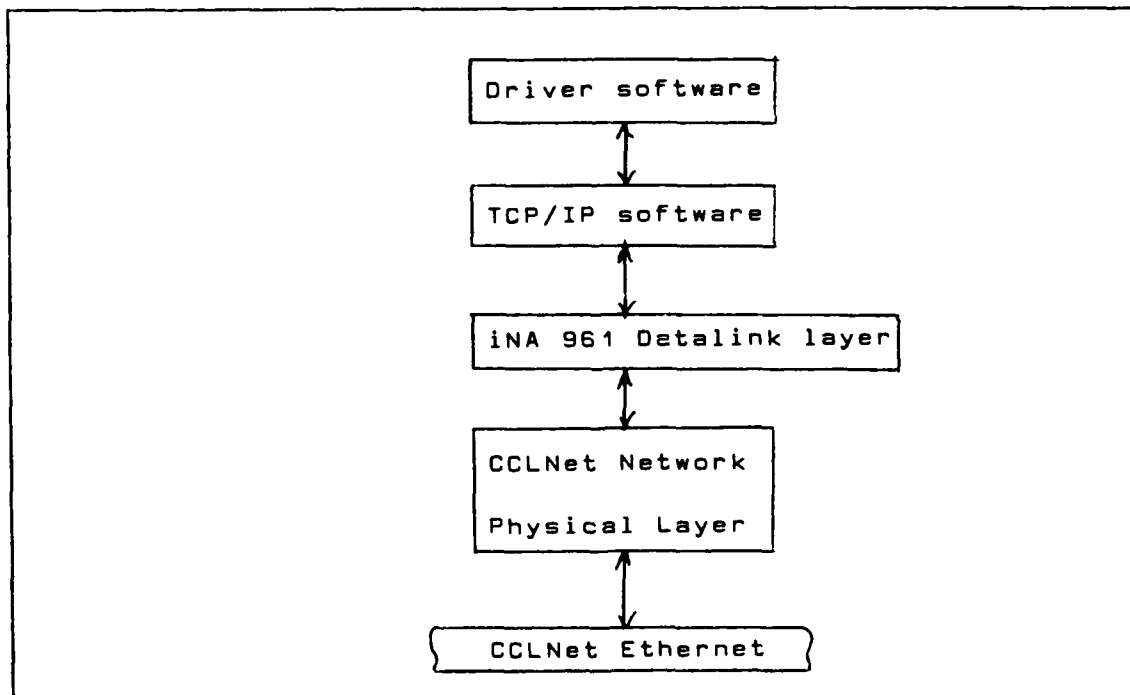 Driver software
TCP/IP software
iNA 961 Datalink layer
CCLNet Network
Physical Layer
CCLNet Ethernet